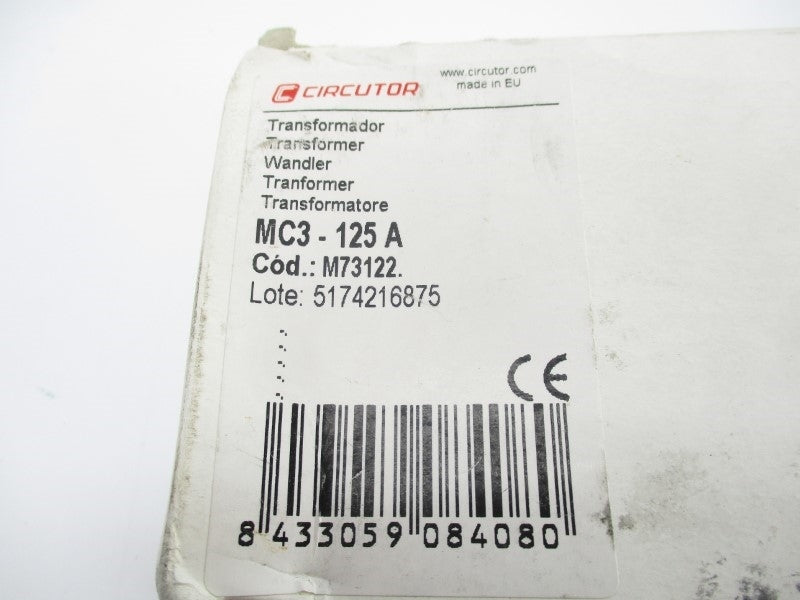 CIRCUTOR
www.circutor.com
made in EU
Transformador
Transformer
Wandler
Tranformer
Transformatore
MC3 - 125 A
Cód.: M73122.
Lote: 5174216875
CE
8 433059 084080